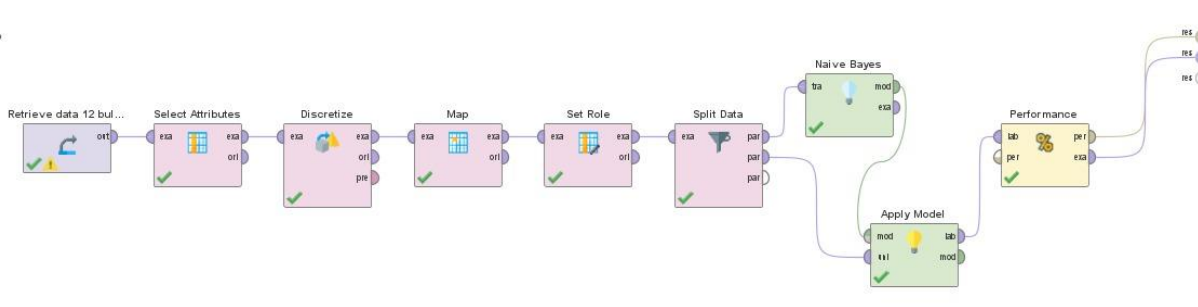 res
res
res
Naive Bayes
tra
mod
exa
Retrieve data 12 bul...
out
Select Attributes
exa
exa
ori
Discretize
exa
exa
ori
pre
Map
exa
exa
ori
Set Role
exa
exa
ori
Split Data
exa
par
par
par
Performance
lab
per
per
exa
Apply Model
mod
lab
unl
mod